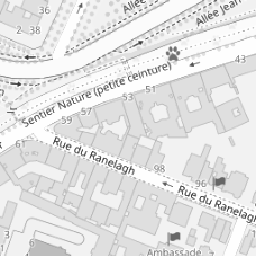 2
38
36
Allée
Allée Jean
43
Sentier Nature (petite ceinture)
51
53
57
59
61
Rue du Ranelagh
98
96
Rue du Ranelagh
Ambassade